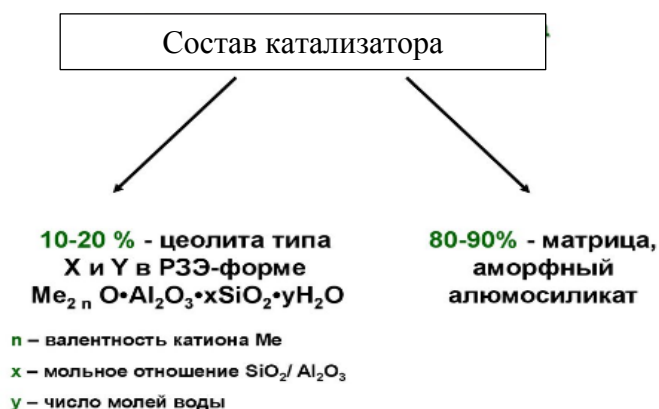 Состав катализатора
10-20 % - цеолита типа
X и Y в РЗЭ-форме
Me₂ ₙ O•Al₂O₃•xSiO₂•yH₂O
80-90% - матрица,
аморфный
алюмосиликат
n – валентность катиона Me
x – мольное отношение SiO₂/ Al₂O₃
y – число молей воды